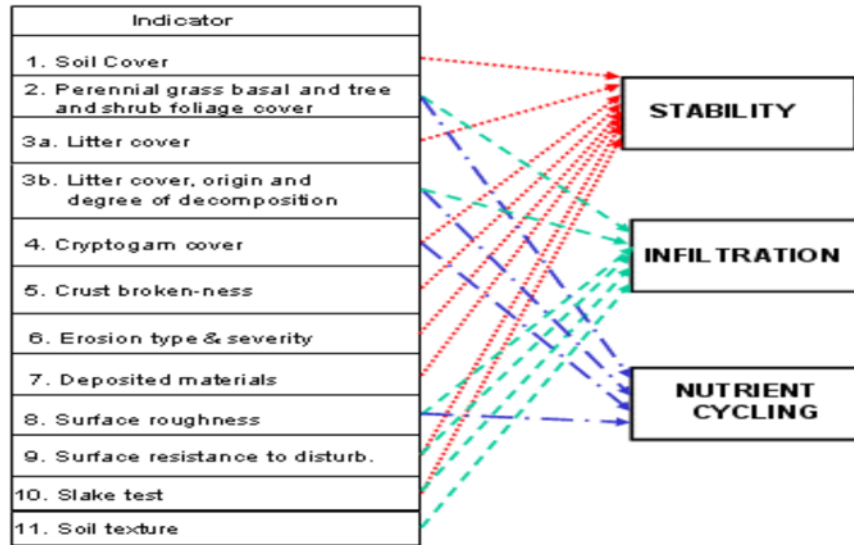 Indicator
1. Soil Cover
2. Perennial grass basal and tree
and shrub foliage cover
3a. Litter cover
3b. Litter cover, origin and
degree of decomposition
4. Cryptogam cover
5. Crust broken-ness
6. Erosion type & severity
7. Deposited materials
8. Surface roughness
9. Surface resistance to disturb.
10. Slake test
11. Soil texture
STABILITY
INFILTRATION
NUTRIENT
CYCLING